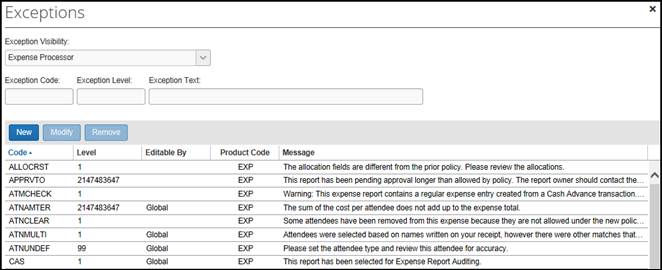 Exceptions
Exception Visibility:
Expense Processor
Exception Code: Exception Level: Exception Text:
New Modify Remove
Code Level Editable By Product Code Message
ALLOCRST 1 EXP The allocation fields are different from the prior policy. Please review the allocations.
APPRVTO 2147483647 EXP This report has been pending approval longer than allowed by policy. The report owner should contact the...
ATMCHECK 1 EXP Warning: This expense report contains a regular expense entry created from a Cash Advance transaction....
ATNAMTER 2147483647 Global EXP The sum of the cost per attendee does not add up to the expense total.
ATNCLEAR 1 EXP Some attendees have been removed from this expense because they are not allowed under the new polic...
ATNMULTI 1 Global EXP Attendees were selected based on names written on your receipt, however there were other matches that...
ATNUNDEF 99 Global EXP Please set the attendee type and review this attendee for accuracy.
CAS 1 Global EXP This report has been selected for Expense Report Auditing.